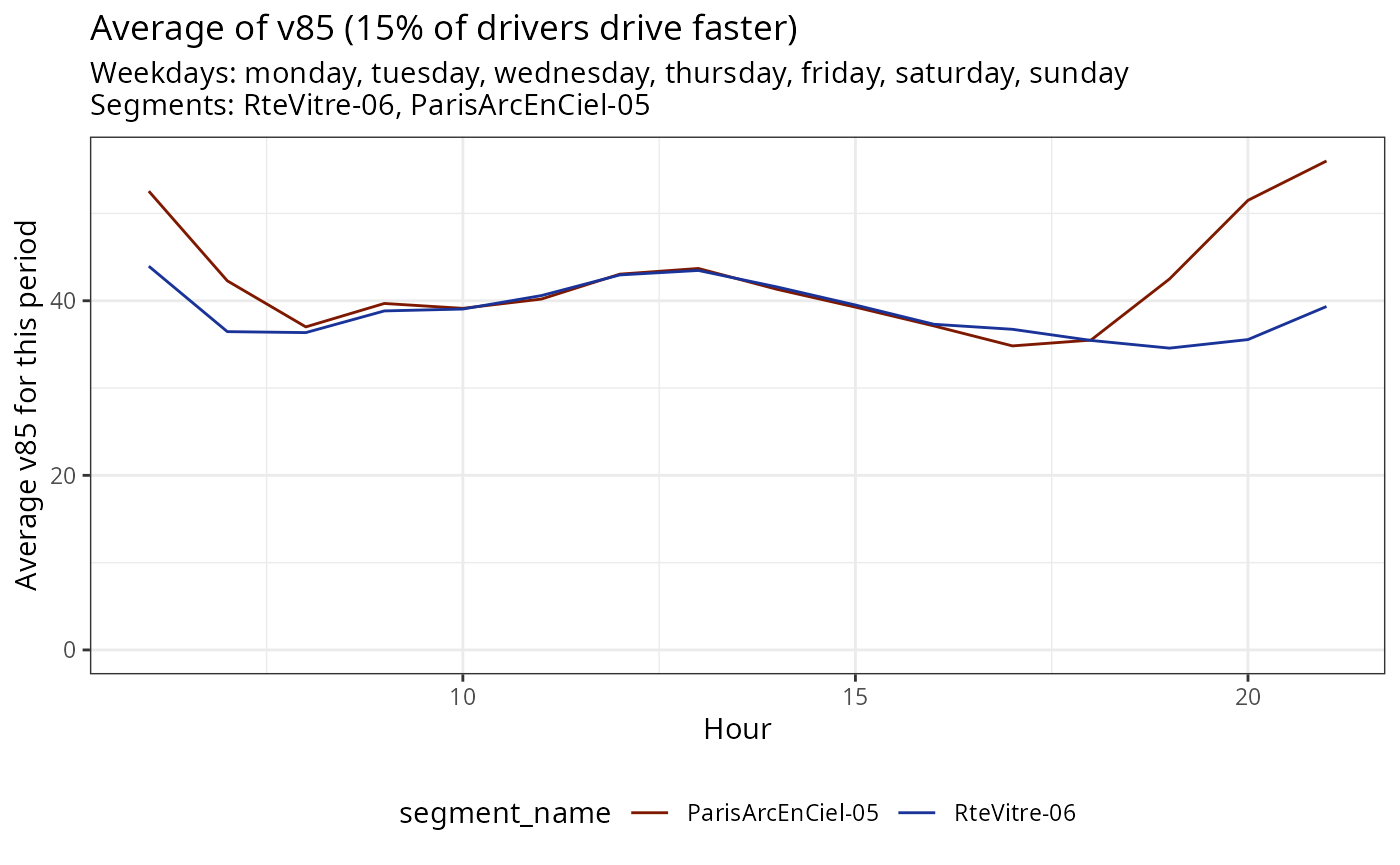 Average of v85 (15% of drivers drive faster)
Weekdays: monday, tuesday, wednesday, thursday, friday, saturday, sunday
Segments: RteVitre-06, ParisArcEnCiel-05
Average v85 for this period
40
20
0
10
15
20
Hour
segment_name
ParisArcEnCiel-05
RteVitre-06